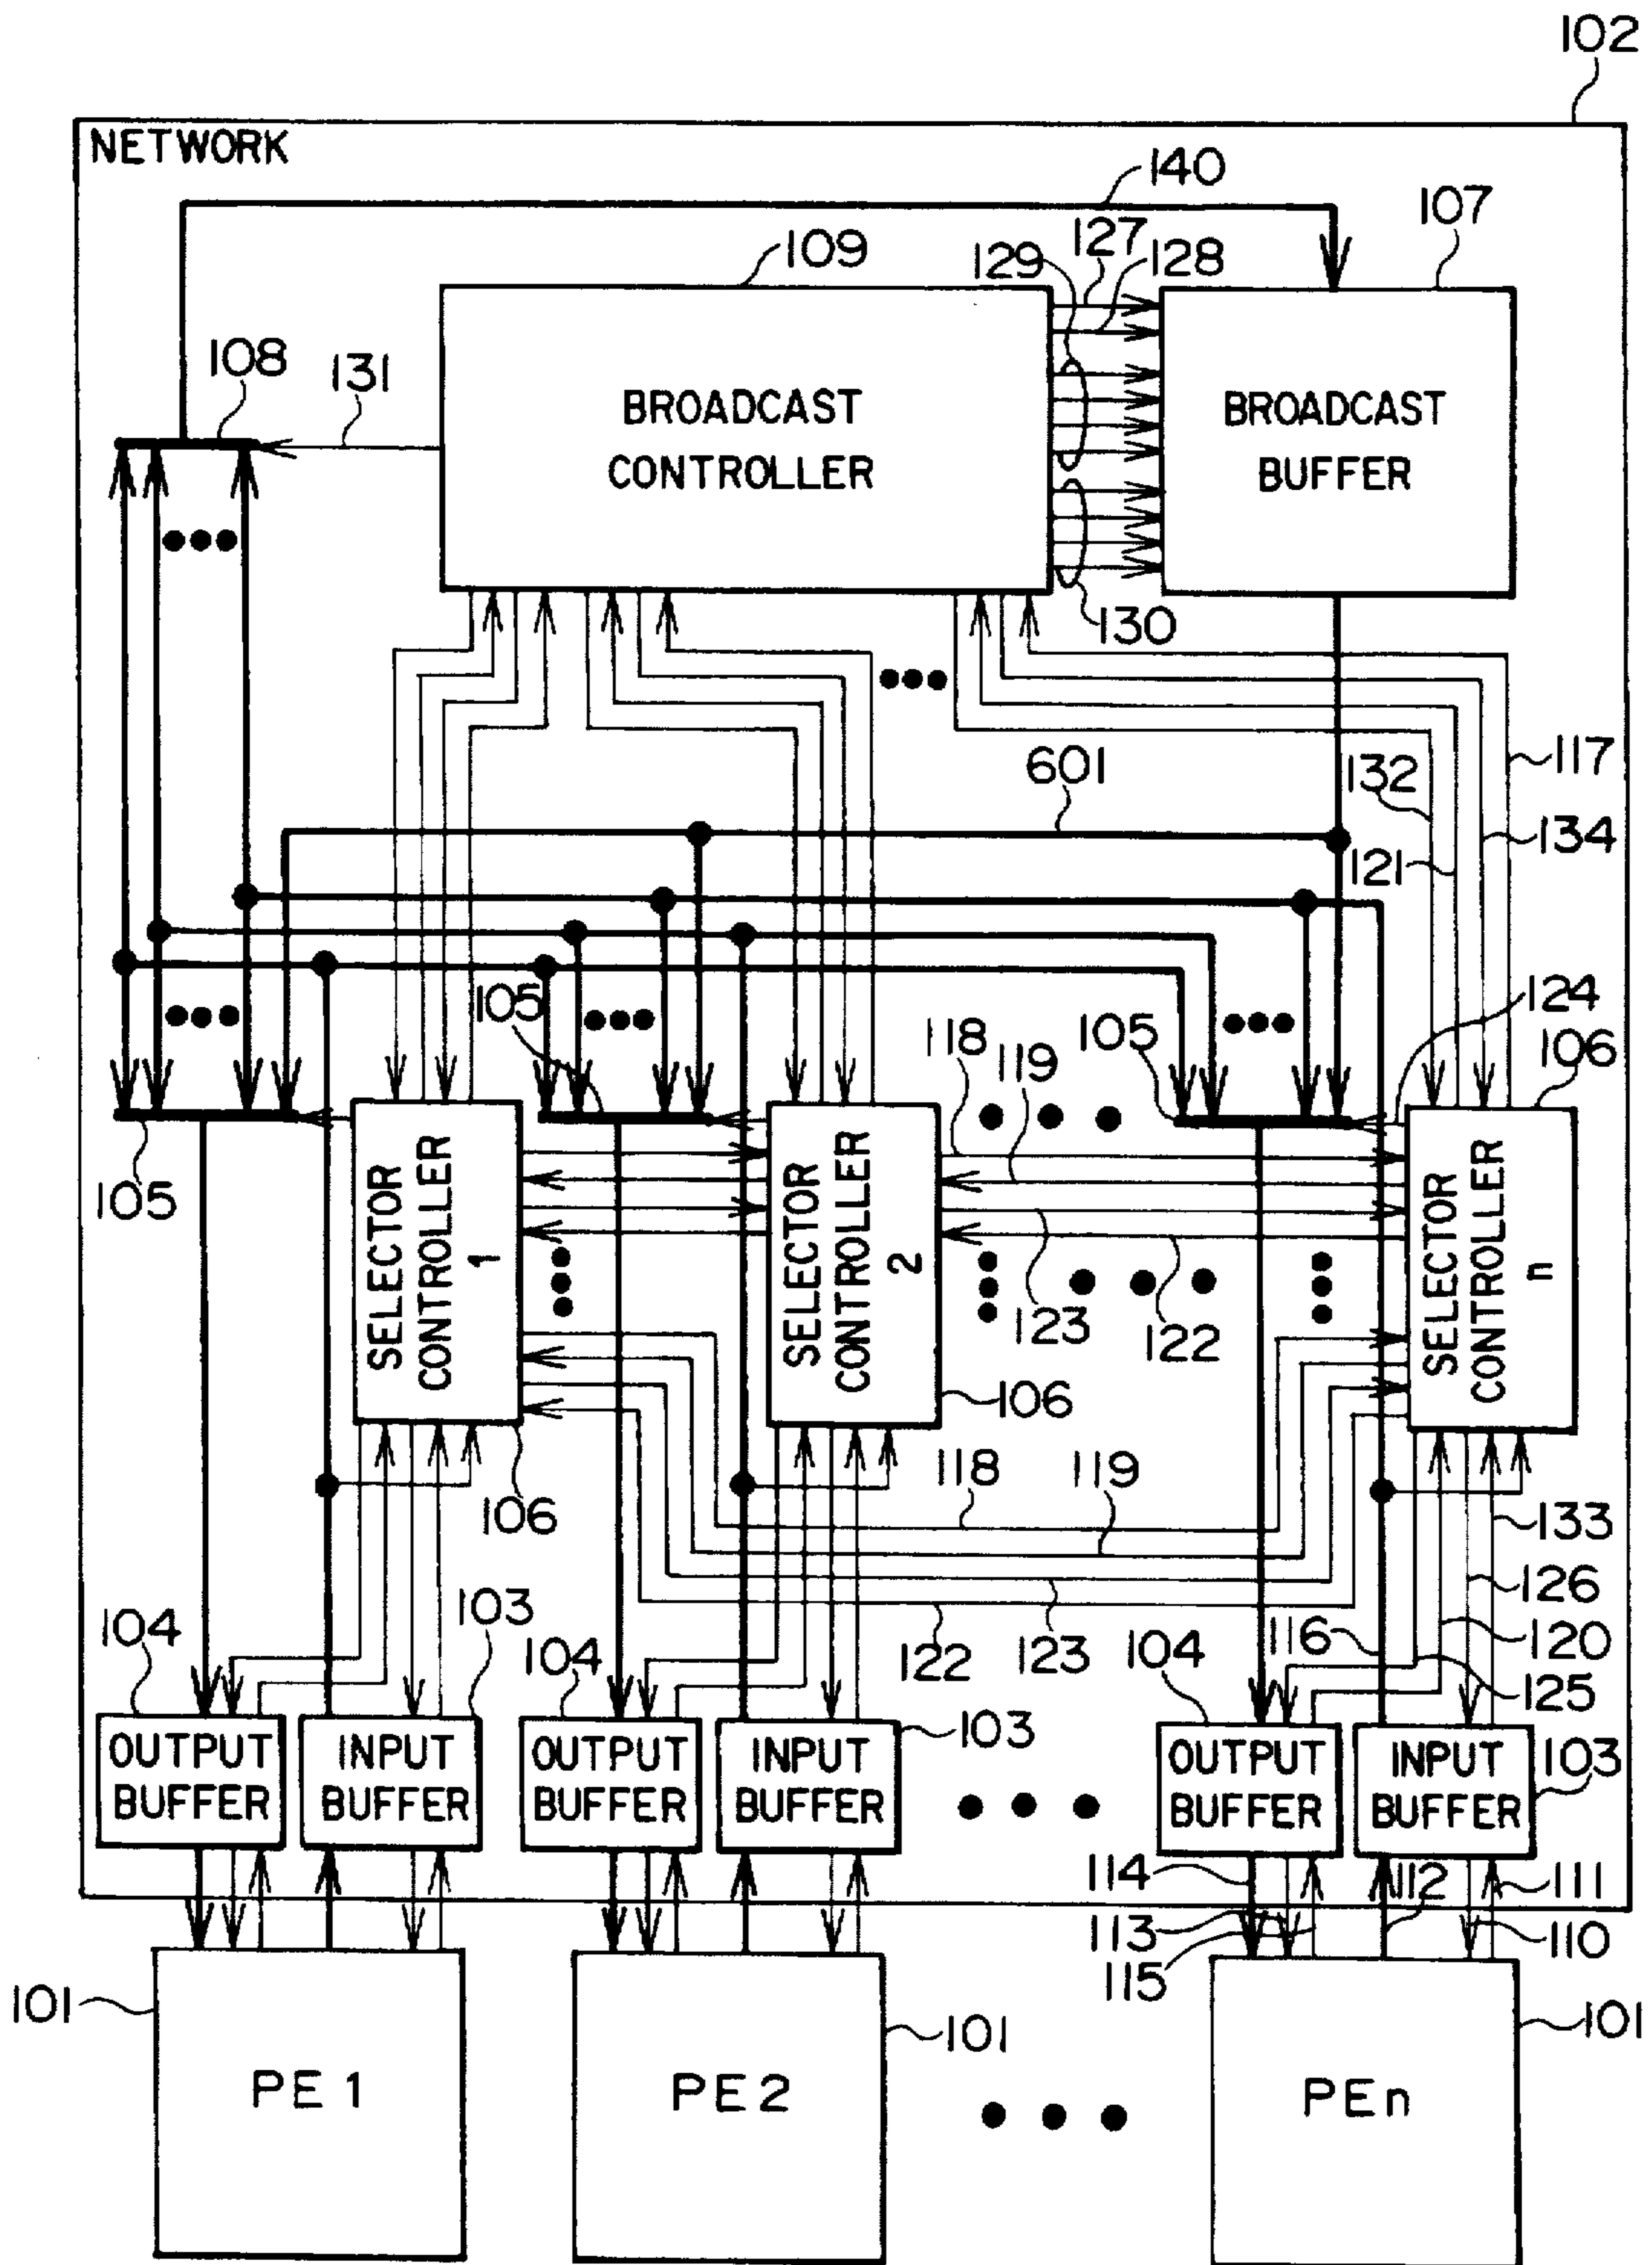 102
NETWORK
140
107
109
129
127
128
108
131
BROADCAST
CONTROLLER
BROADCAST
BUFFER
130
601
132
117
134
121
105
118
119
105
124
106
105
SELECTOR
CONTROLLER
1
SELECTOR
CONTROLLER
2
SELECTOR
CONTROLLER
n
123
122
106
106
118
119
133
126
104
103
104
122
123
104
116
120
125
OUTPUT
BUFFER
INPUT
BUFFER
OUTPUT
BUFFER
INPUT
BUFFER
103
OUTPUT
BUFFER
INPUT
BUFFER
103
114
112
111
113
115
110
101
101
101
PE 1
PE 2
PE n